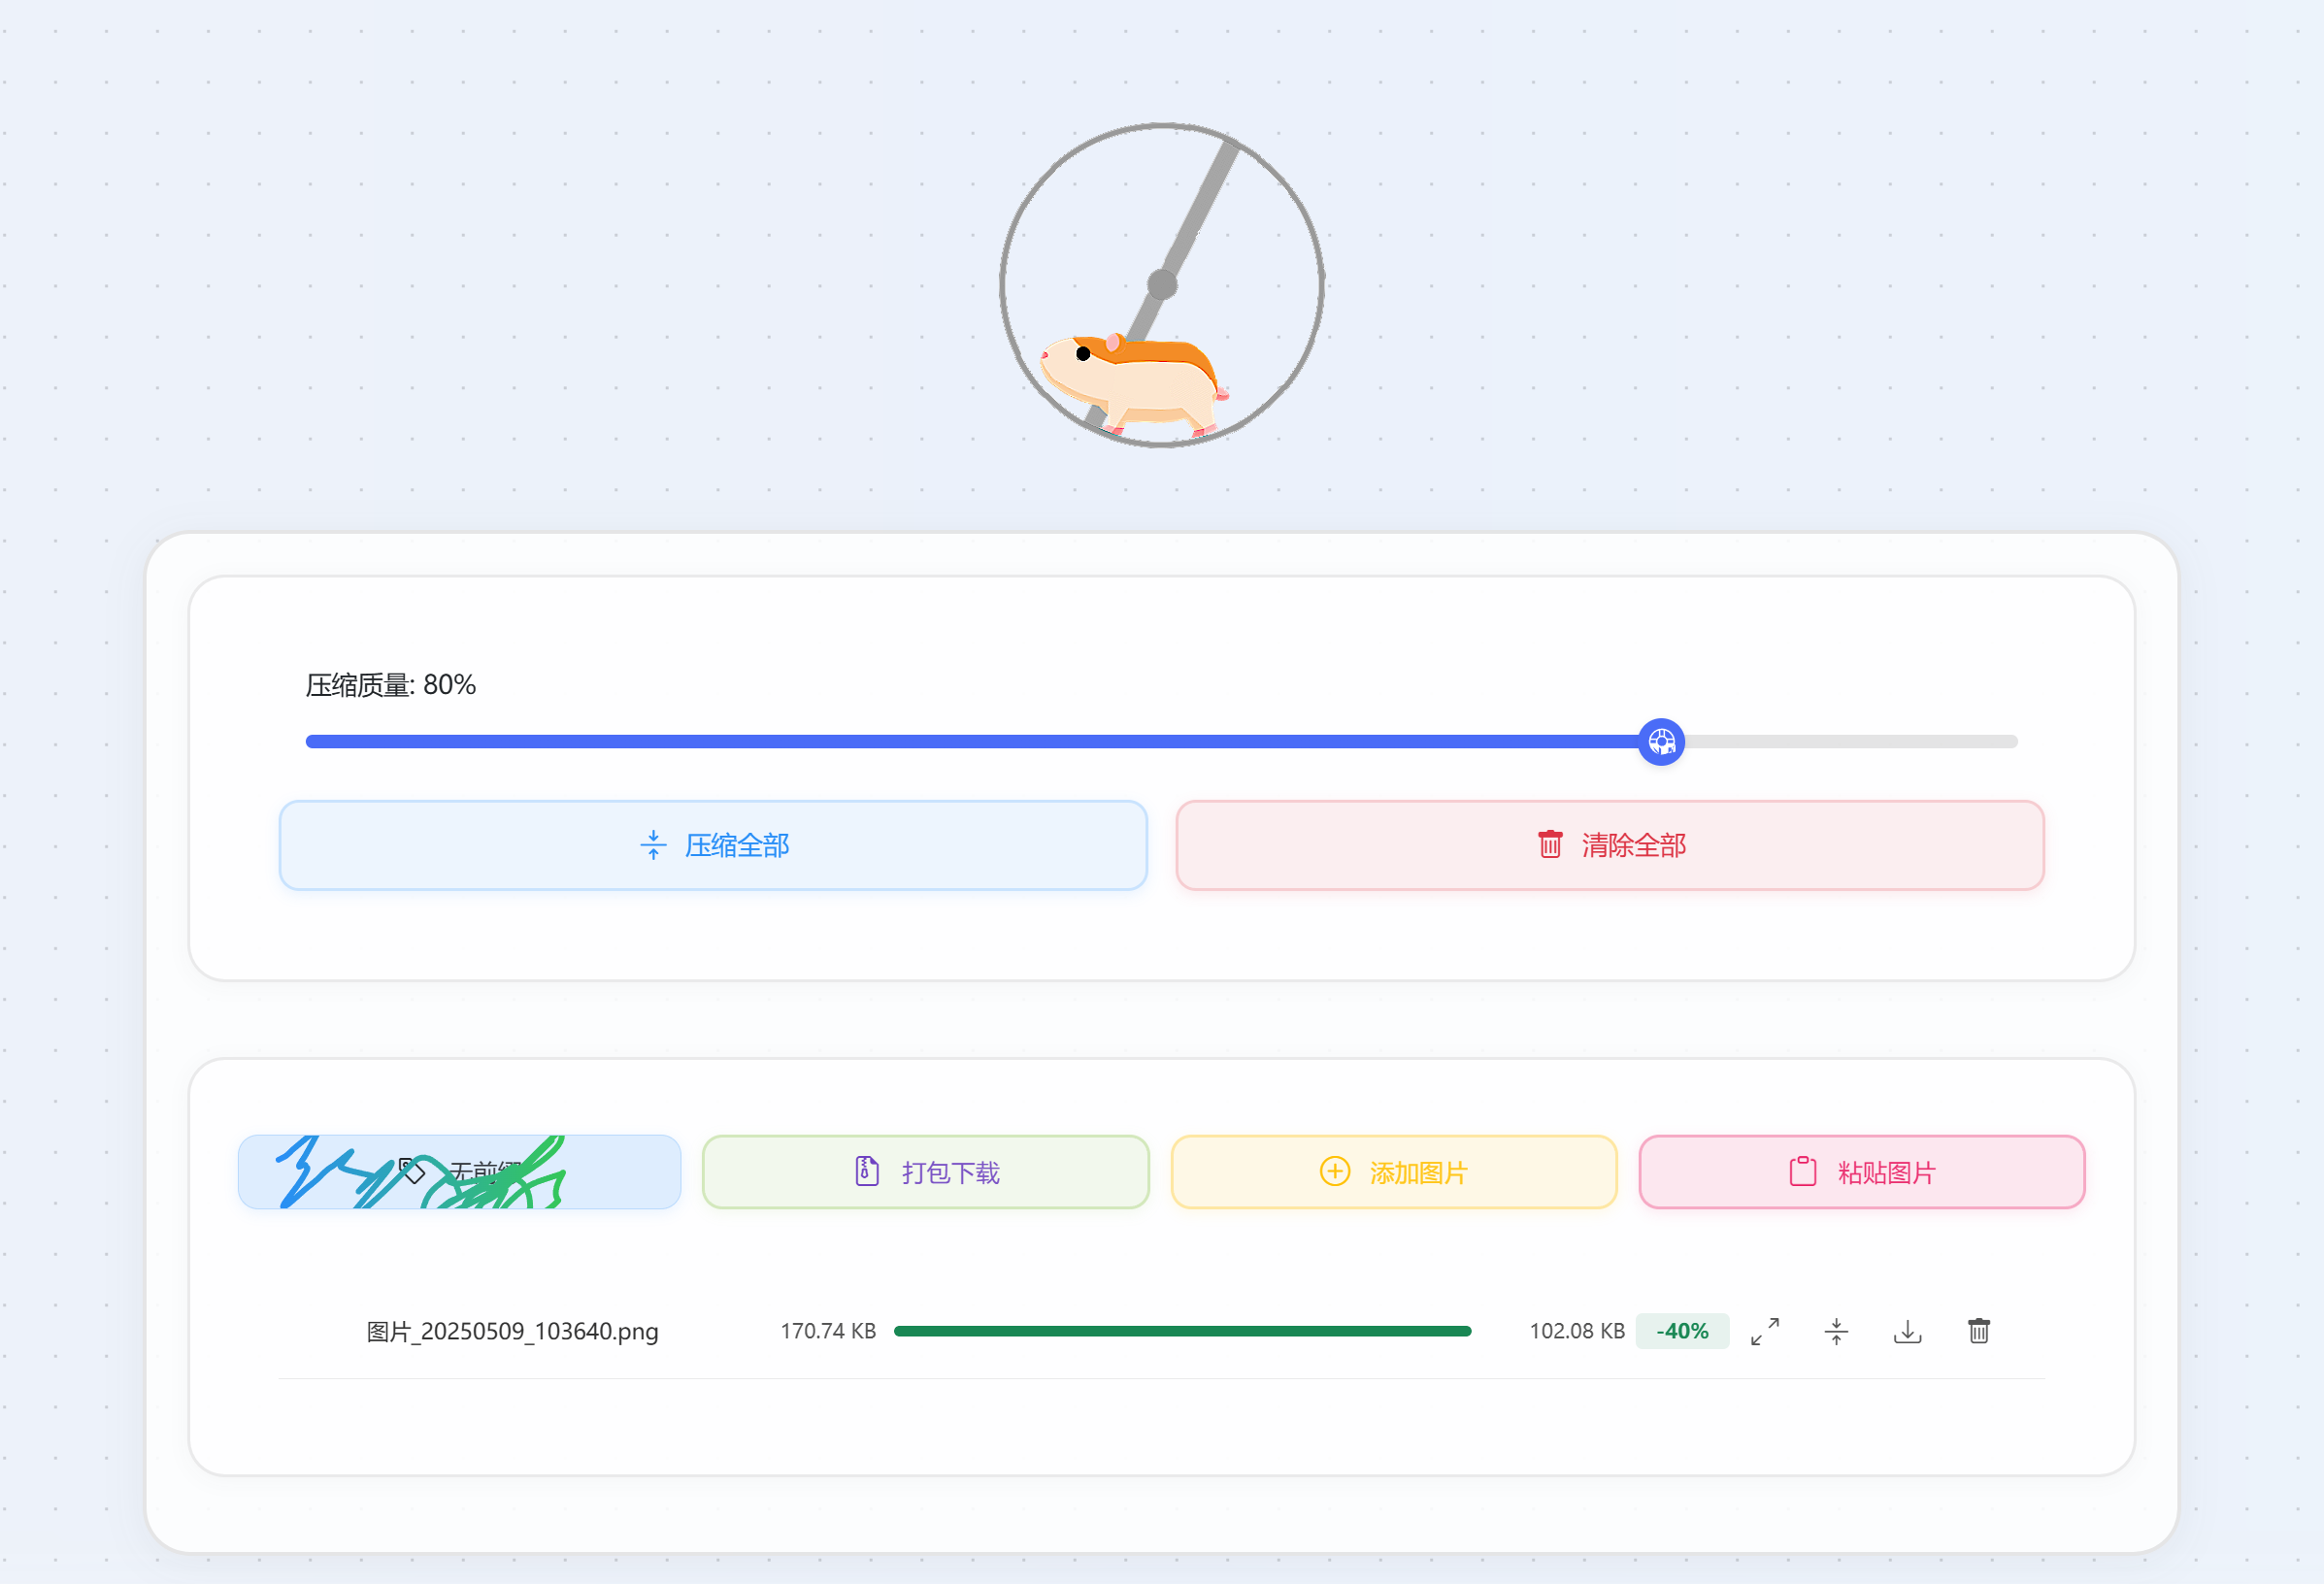 压缩质量: 80%
压缩全部
清除全部
无前缀
打包下载
添加图片
粘贴图片
图片_20250509_103640.png
170.74 KB
102.08 KB
-40%